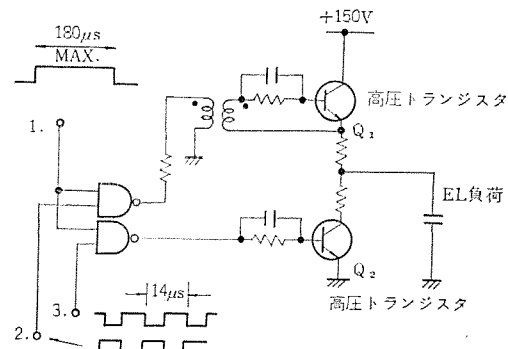 +150V
180μs
MAX.
高圧トランジスタ
1.
Q₁
EL負荷
Q₂
14μs
3.
高圧トランジスタ
2.